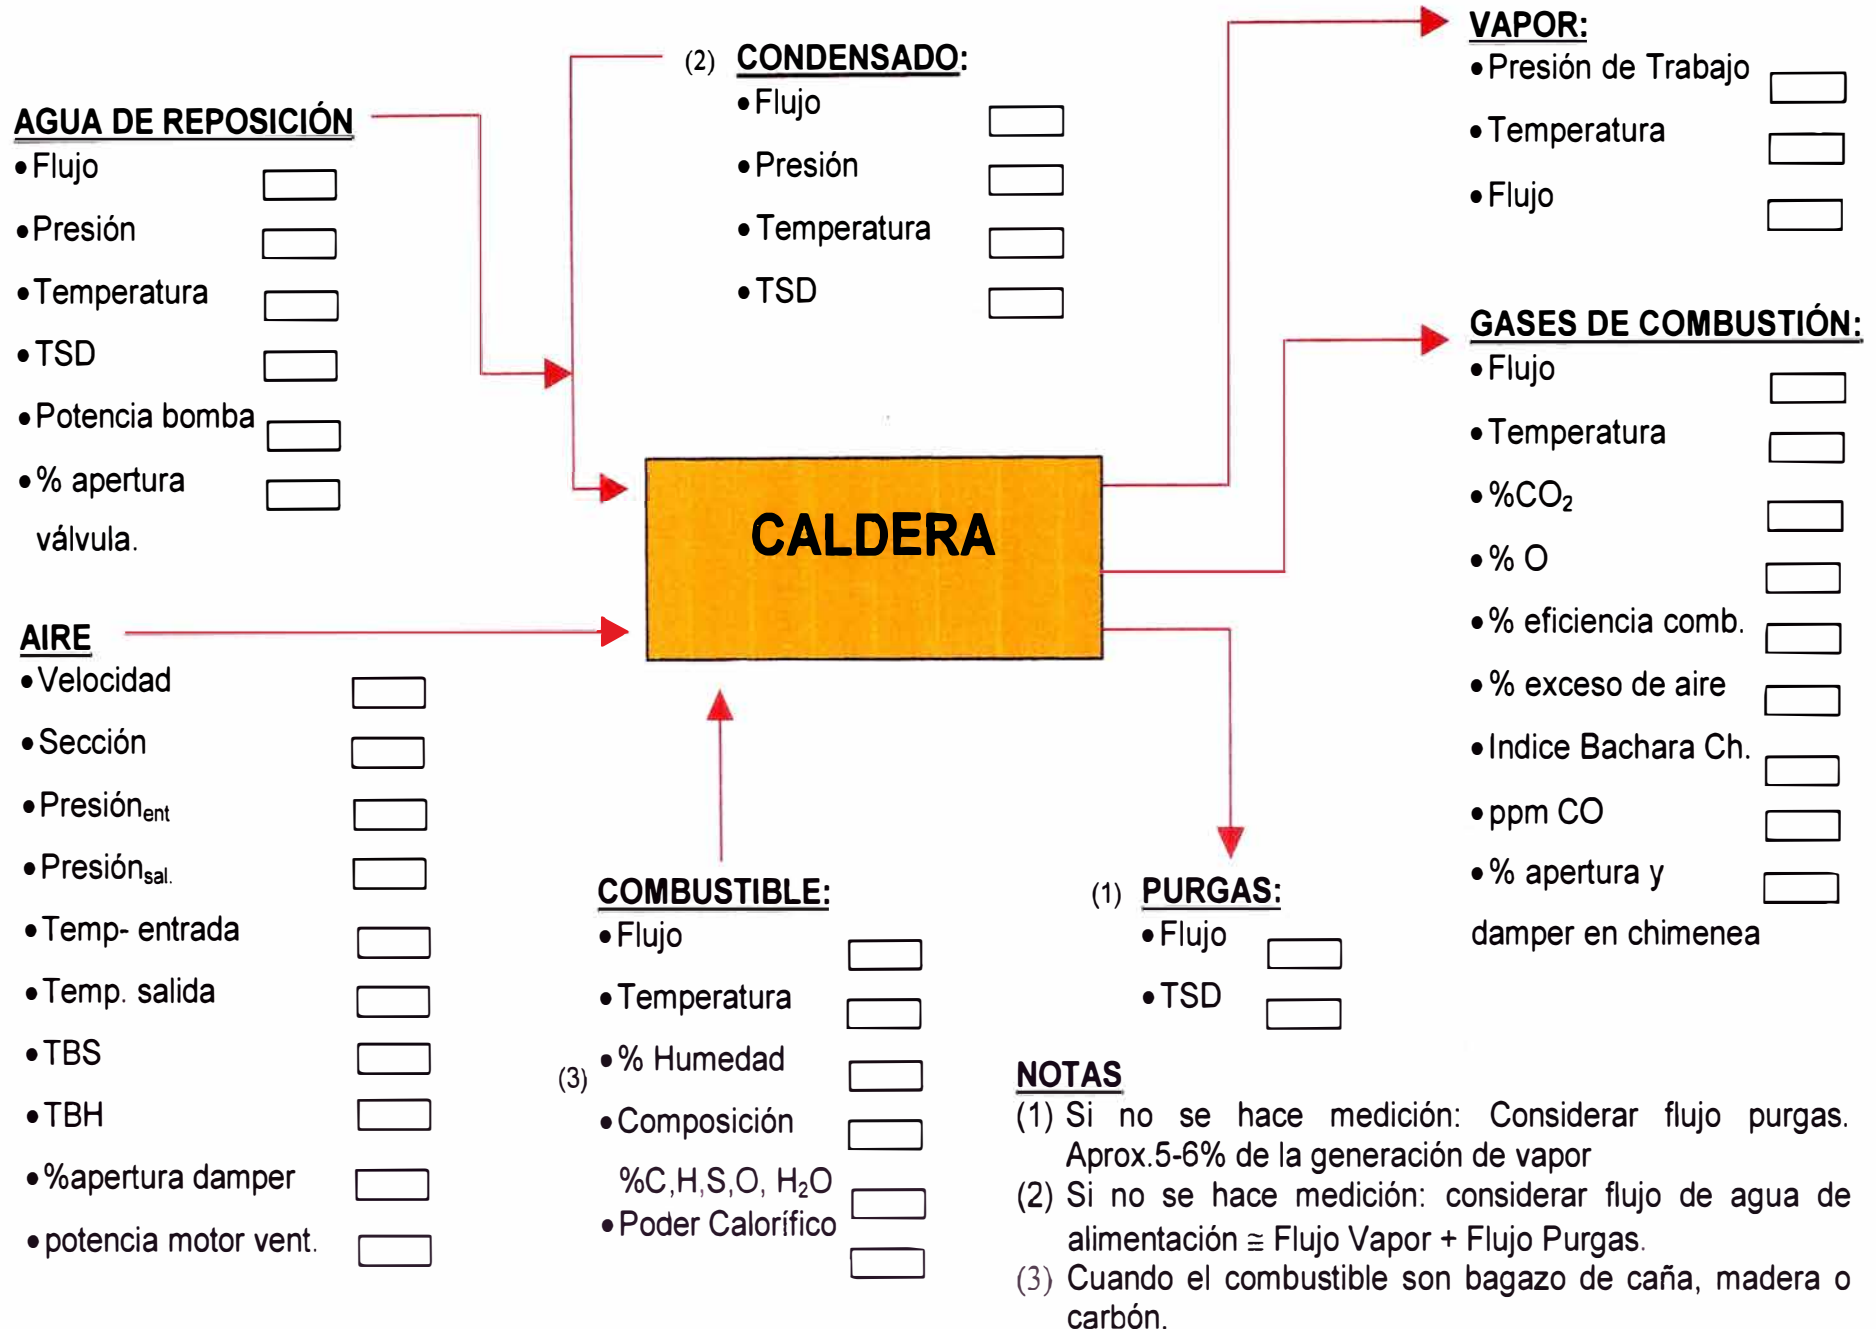 AGUA DE REPOSICIÓN
•Flujo
•Presión
•Temperatura
•TSD
•Potencia bomba
•% apertura
válvula.
AIRE
•Velocidad
•Sección
•Presiónent
•Presiónsal.
•Temp- entrada
•Temp. salida
•TBS
•TBH
•%apertura damper
•potencia motor vent.
(2) CONDENSADO:
•Flujo
•Presión
•Temperatura
•TSD
CALDERA
COMBUSTIBLE:
•Flujo
•Temperatura
(3) •% Humedad
•Composición
%C,H,S,O, H₂O
•Poder Calorífico
(1) PURGAS:
•Flujo
•TSD
VAPOR:
•Presión de Trabajo
•Temperatura
•Flujo
GASES DE COMBUSTIÓN:
•Flujo
•Temperatura
•%CO₂
•% O
•% eficiencia comb.
•% exceso de aire
•Indice Bachara Ch.
•ppm CO
•% apertura y
damper en chimenea
NOTAS
(1) Si no se hace medición: Considerar flujo purgas.
Aprox.5-6% de la generación de vapor
(2) Si no se hace medición: considerar flujo de agua de
alimentación ≅ Flujo Vapor + Flujo Purgas.
(3) Cuando el combustible son bagazo de caña, madera o
carbón.